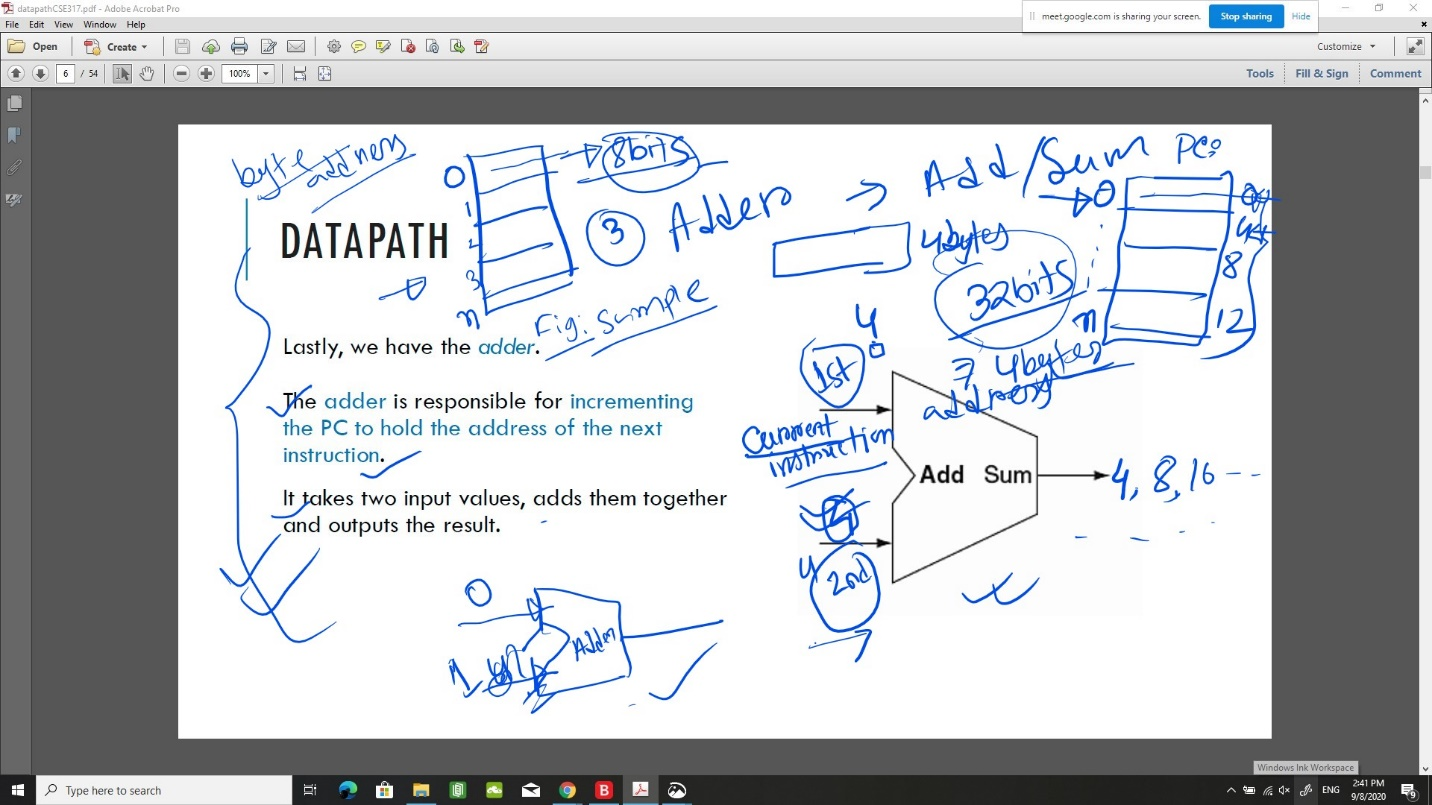 datapathCSE317.pdf - Adobe Acrobat Pro
meet.google.com is sharing your screen. Stop sharing Hide
File Edit View Window Help
Open Create Customize
6 / 54 100% Tools Fill & Sign Comment
byte address
0
1
2
3
n
8bits
Fig: Sample
3 Adder
Add/Sum
PC:
0
n
4
8
12
4bytes
32bits
4bytes
address
DATAPATH
Lastly, we have the adder.
The adder is responsible for incrementing
the PC to hold the address of the next
instruction.
It takes two input values, adds them together
and outputs the result.
4
1st
Current
instruction
4
2nd
Add Sum
4, 8, 16 - -
0
Adder
Windows Ink Workspace
Type here to search
ENG
2:41 PM
9/8/2020